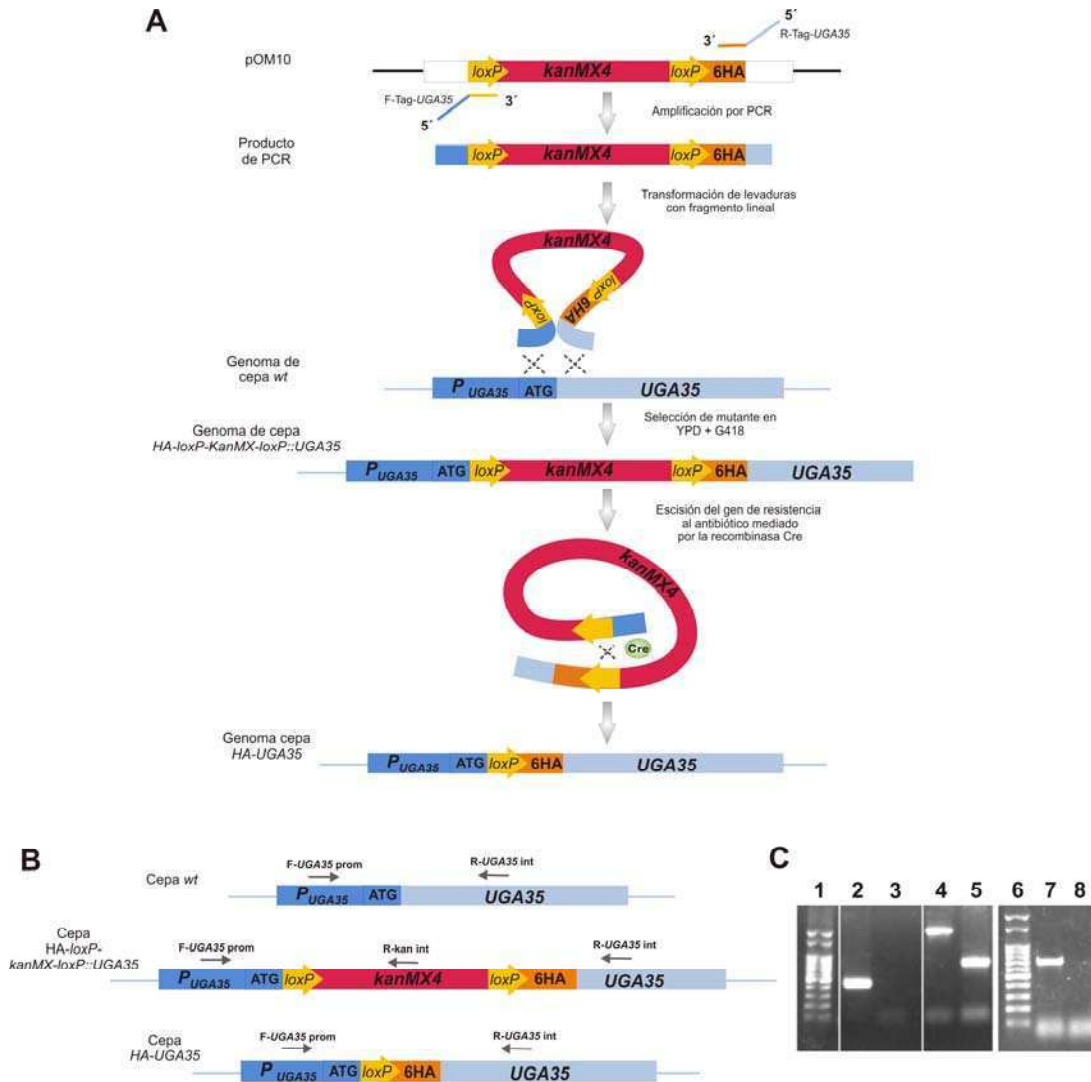 A
5´
3´
R-Tag-UGA35
pOM10
loxP
kanMX4
loxP
6HA
F-Tag-UGA35
3´
5´
Amplificación por PCR
Producto
de PCR
loxP
kanMX4
loxP
6HA
Transformación de levaduras
con fragmento lineal
kanMX4
loxP
loxP
6HA
Genoma de
cepa wt
P UGA35
ATG
UGA35
Selección de mutante en
YPD + G418
Genoma de cepa
HA-loxP-KanMX-loxP::UGA35
PUGA35
ATG
loxP
kanMX4
loxP
6HA
UGA35
Escisión del gen de resistencia
al antibiótico mediado
por la recombinasa Cre
kanMX4
Cre
Genoma cepa
HA-UGA35
PUGA35
ATG
loxP
6HA
UGA35
B
Cepa wt
F-UGA35 prom
R-UGA35 int
PUGA35
ATG
UGA35
Cepa
HA-loxP-
kanMX-loxP::UGA35
F-UGA35 prom
R-kan int
R-UGA35 int
PUGA35
ATG
loxP
kanMX4
loxP
6HA
UGA35
Cepa
HA-UGA35
F-UGA35 prom
R-UGA35 int
PUGA35
ATG
loxP
6HA
UGA35
C
1 2 3 4 5 6 7 8